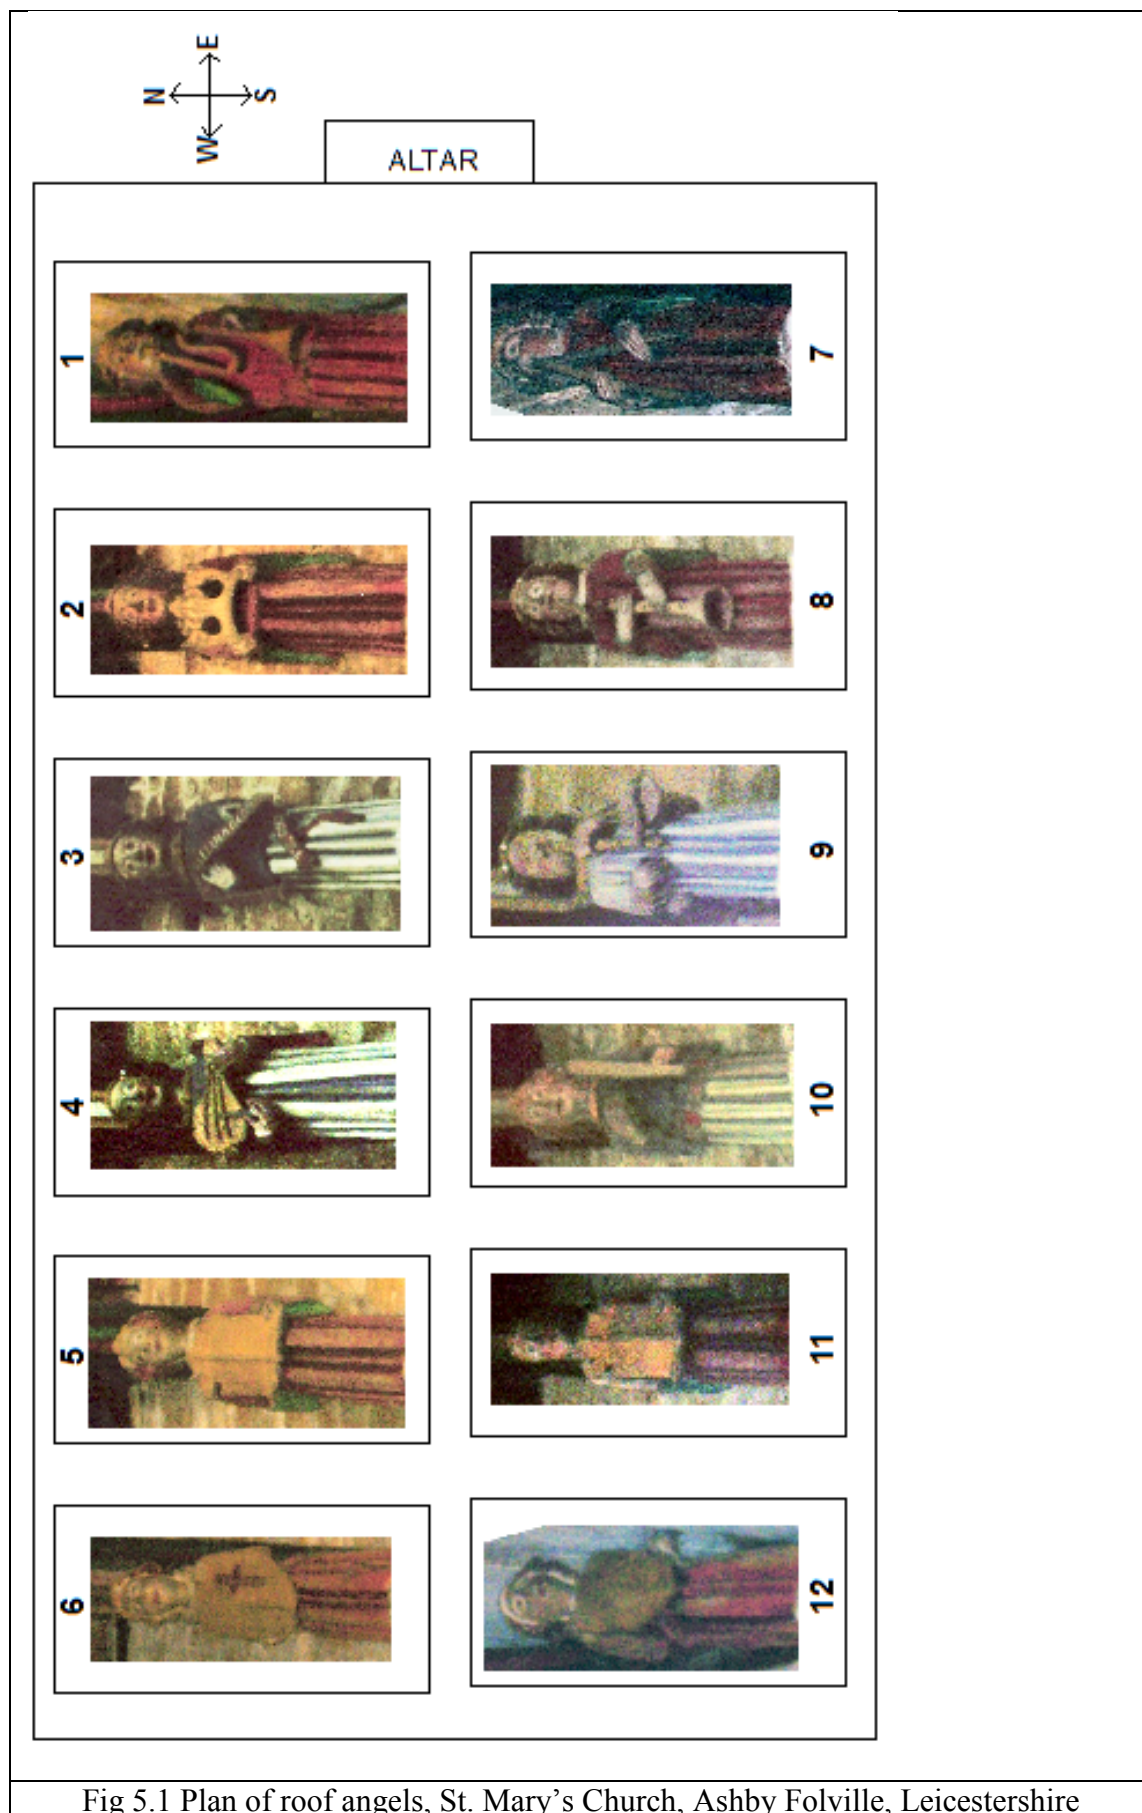 E
N
S
W
ALTAR
1
7
2
8
3
9
4
10
5
11
6
12
Fig 5.1 Plan of roof angels, St. Mary’s Church, Ashby Folville, Leicestershire